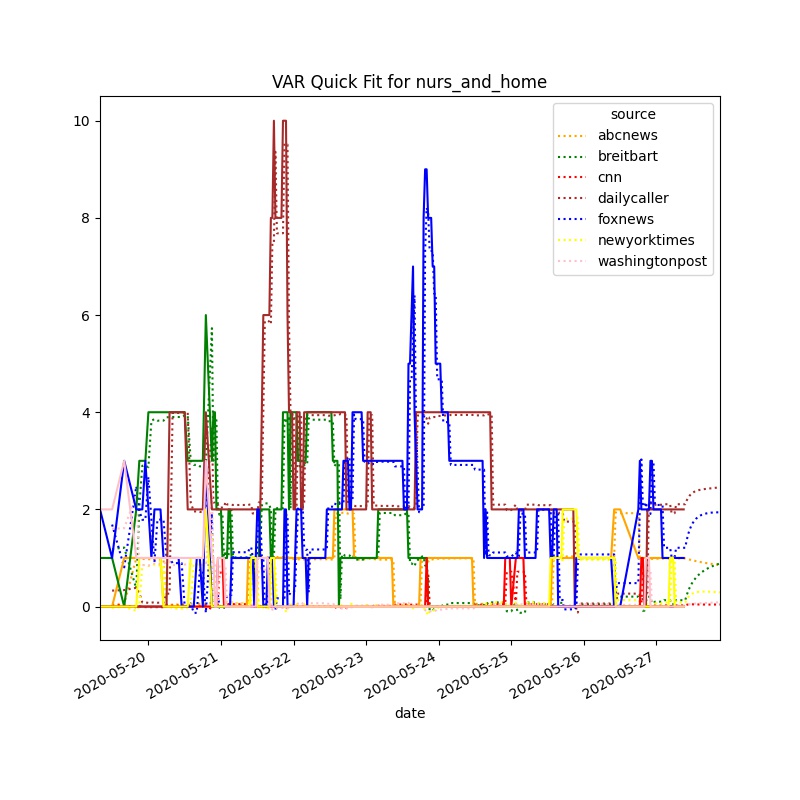 VAR Quick Fit for nurs_and_home
source
abcnews
breitbart
cnn
dailycaller
foxnews
newyorktimes
washingtonpost
10
8
6
4
2
0
2020-05-20
2020-05-21
2020-05-22
2020-05-23
2020-05-24
2020-05-25
2020-05-26
2020-05-27
date